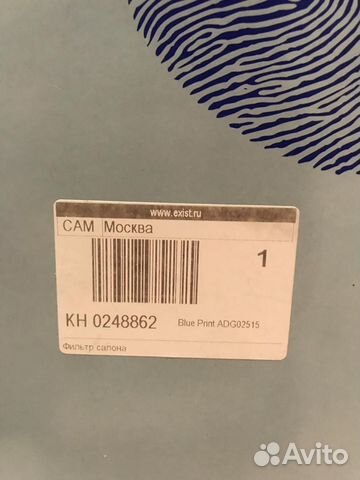 www.exist.ru
САМ Москва
1
КН 0248862 Blue Print ADG02515
Фильтр салона
Avito